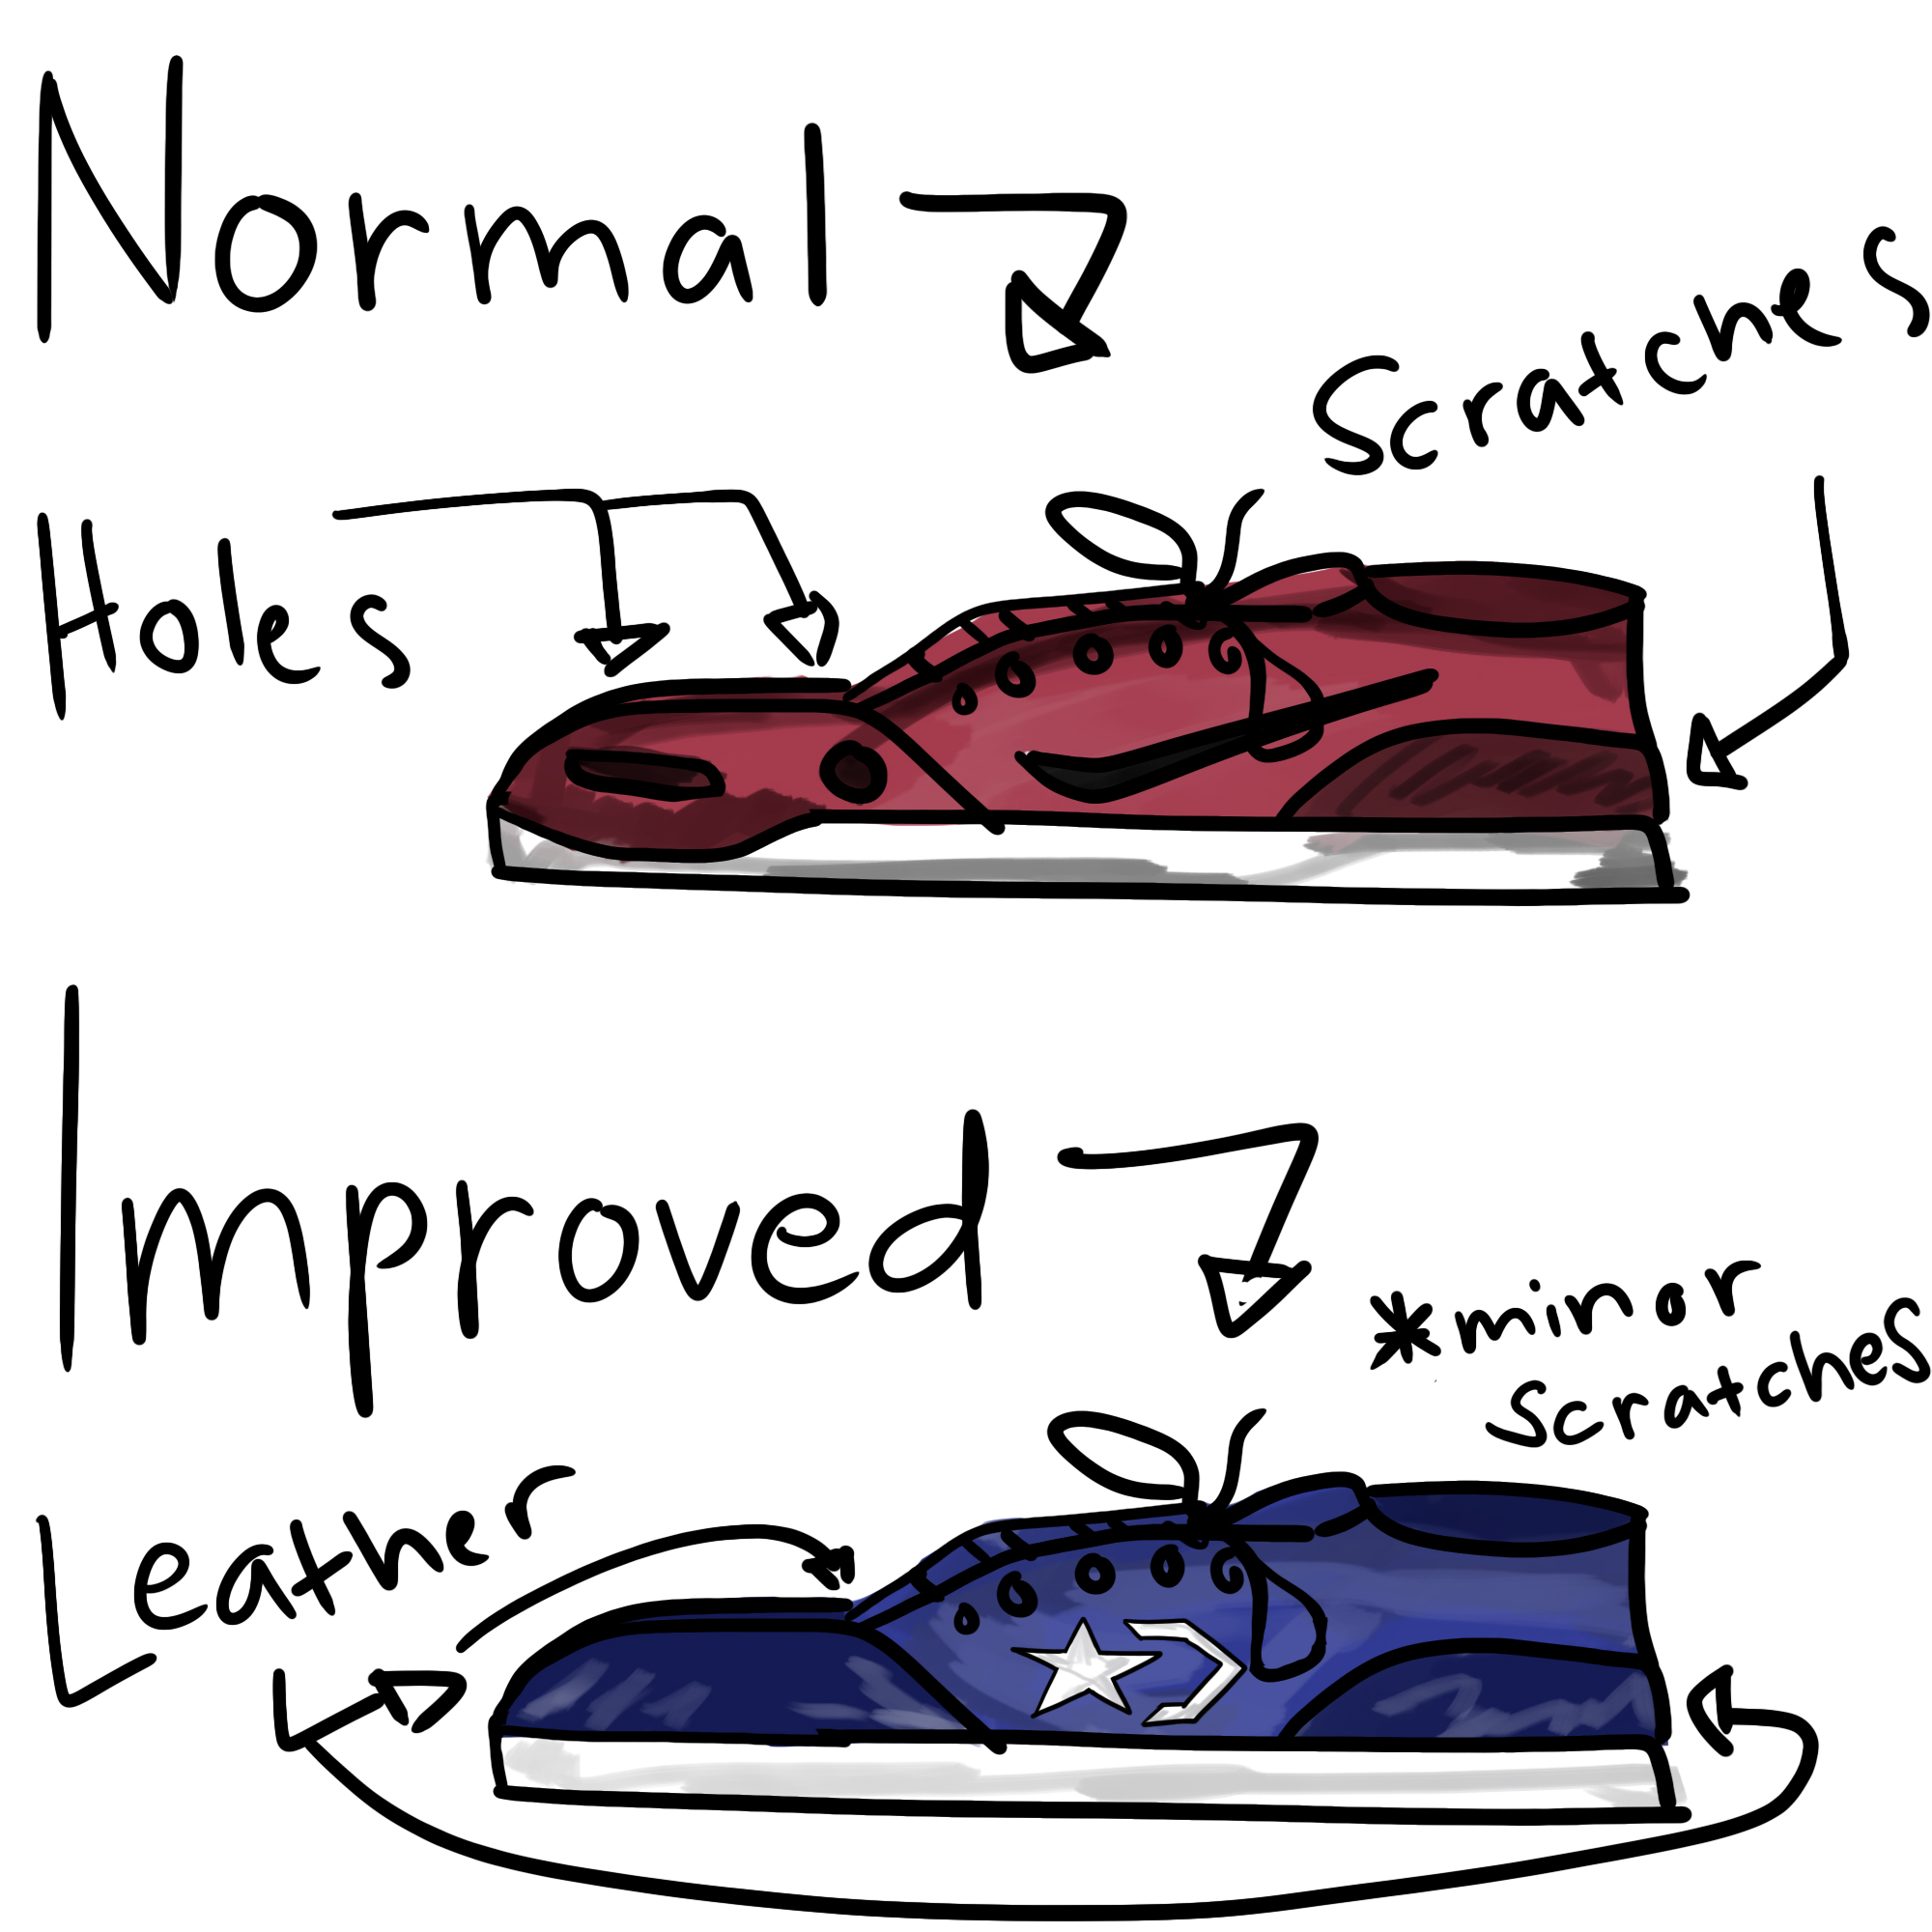 Normal
Scratches
Holes
Improved
*minor
scratches
Leather